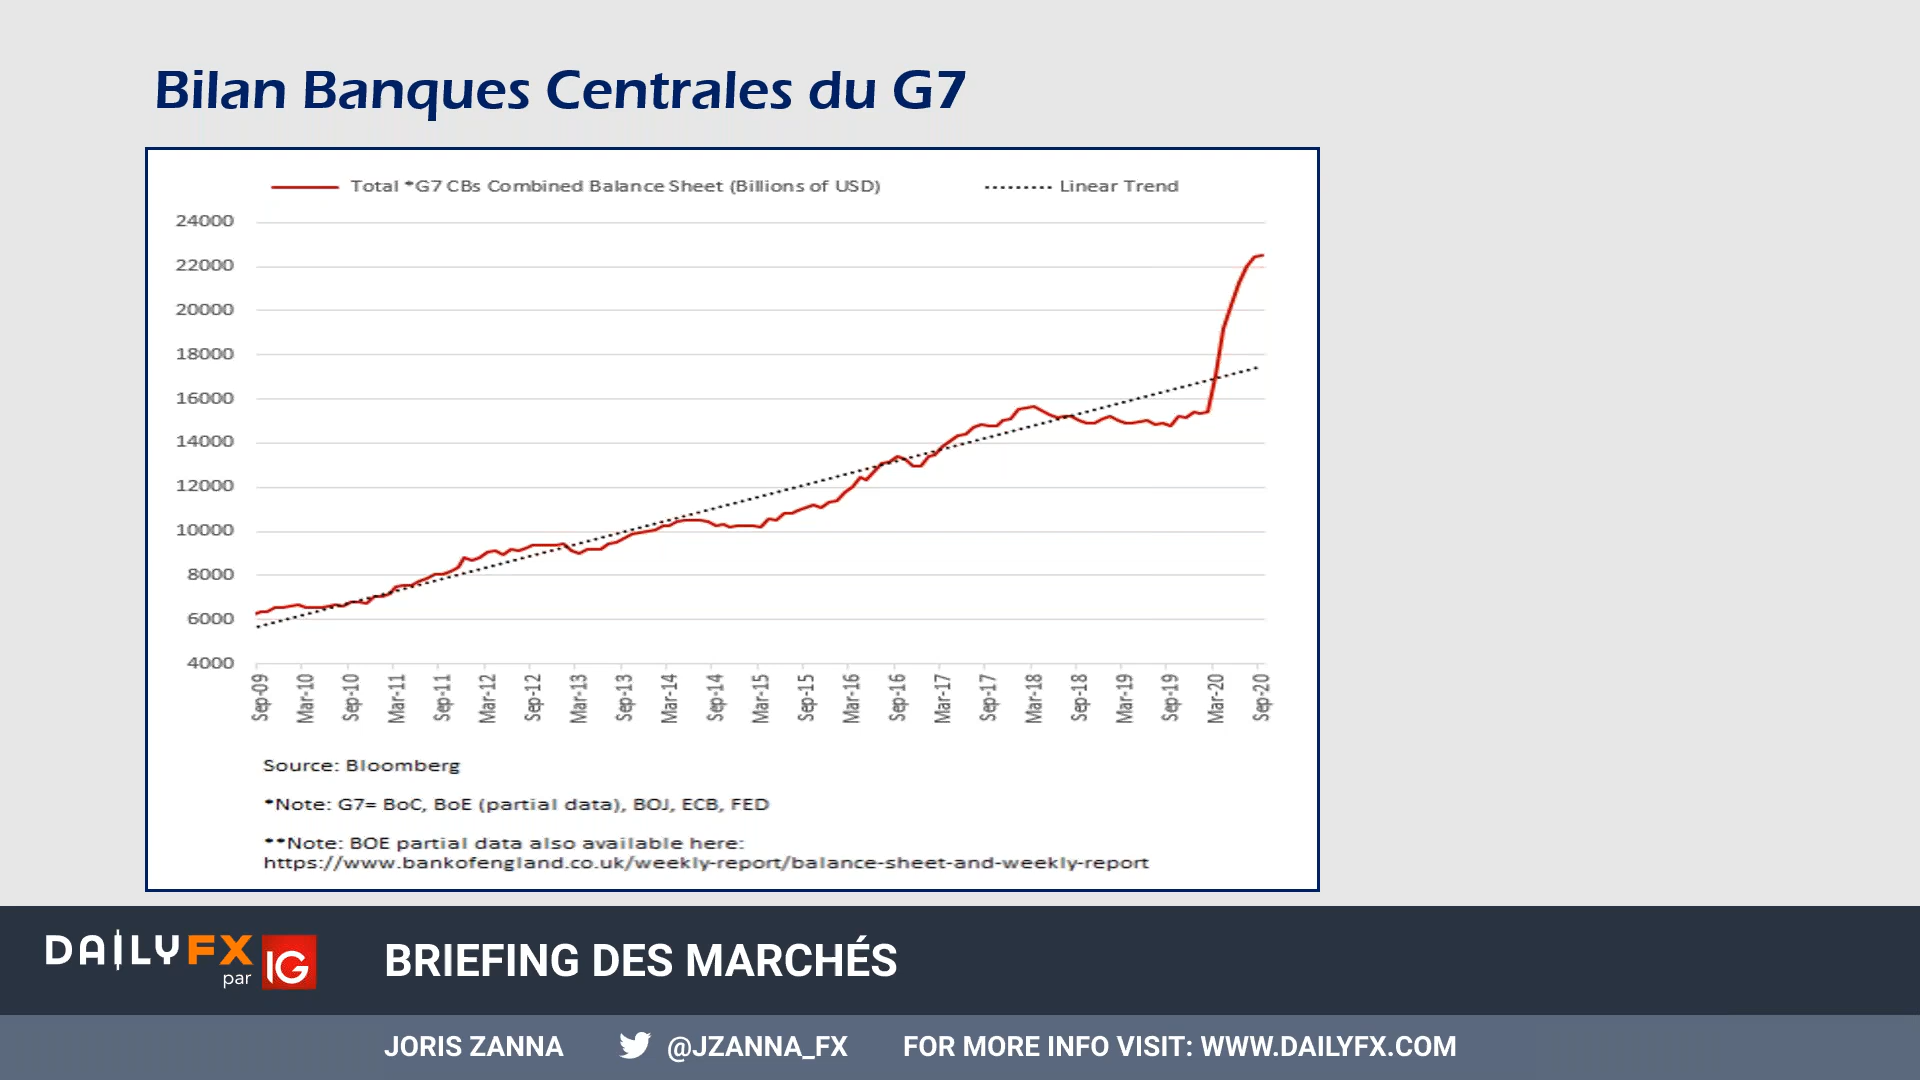 Bilan Banques Centrales du G7
Total *G7 CBs Combined Balance Sheet (Billions of USD)
Linear Trend
24000
22000
20000
18000
16000
14000
12000
10000
8000
6000
4000
Sep-09
Mar-10
Sep-10
Mar-11
Sep-11
Mar-12
Sep-12
Mar-13
Sep-13
Mar-14
Sep-14
Mar-15
Sep-15
Mar-16
Sep-16
Mar-17
Sep-17
Mar-18
Sep-18
Mar-19
Sep-19
Mar-20
Sep-20
Source: Bloomberg
*Note: G7= BoC, BoE (partial data), BOJ, ECB, FED
**Note: BOE partial data also available here:
https://www.bankofengland.co.uk/weekly-report/balance-sheet-and-weekly-report
DAILYFX
par
IG
BRIEFING DES MARCHÉS
JORIS ZANNA
@JZANNA_FX
FOR MORE INFO VISIT: WWW.DAILYFX.COM